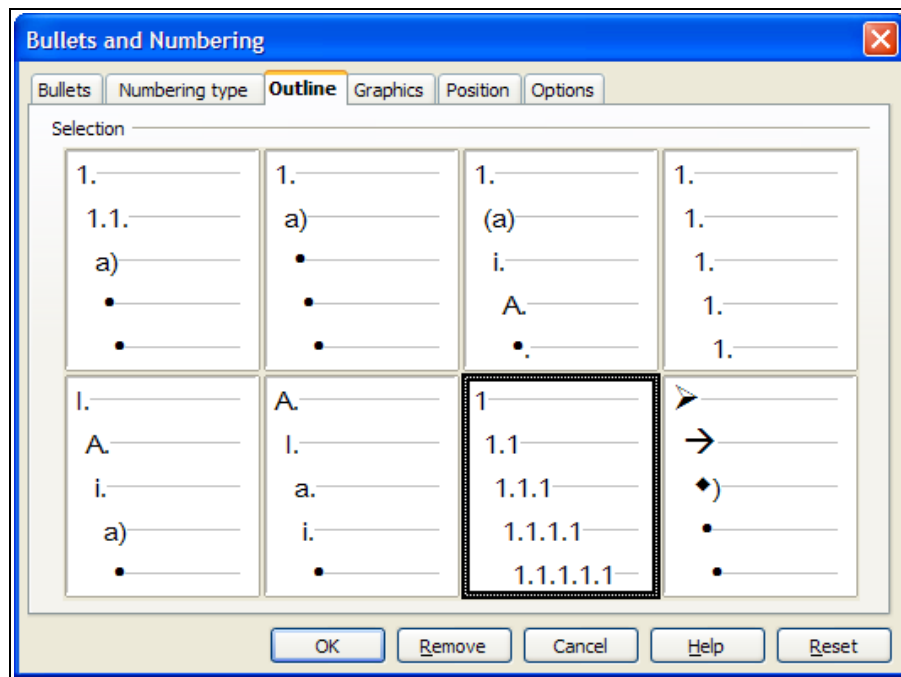 Bullets and Numbering
Bullets Numbering type Outline Graphics Position Options
Selection
1.
1.1.
a)
•
•
1.
a)
•
•
•
1.
(a)
i.
A.
•.
1.
1.
1.
1.
1.
I.
A.
i.
a)
•
A.
I.
a.
i.
•
1
1.1
1.1.1
1.1.1.1
1.1.1.1.1
➢
→
◆)
•
•
OK Remove Cancel Help Reset